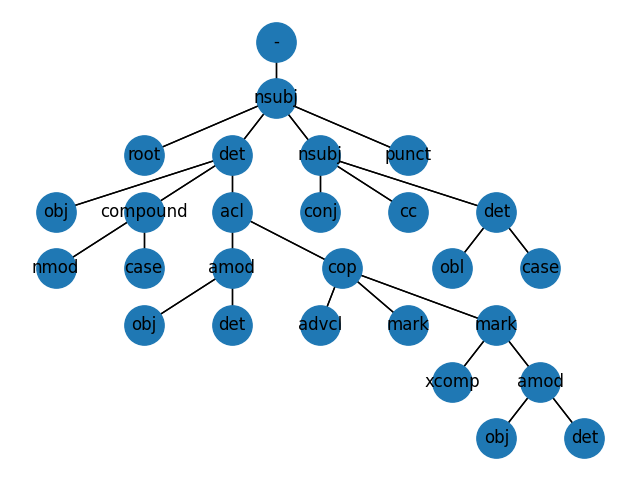 -
nsubj
root det nsubj punct
obj compound acl conj cc det
nmod case amod cop obl case
obj det advcl mark mark
xcomp amod
obj det